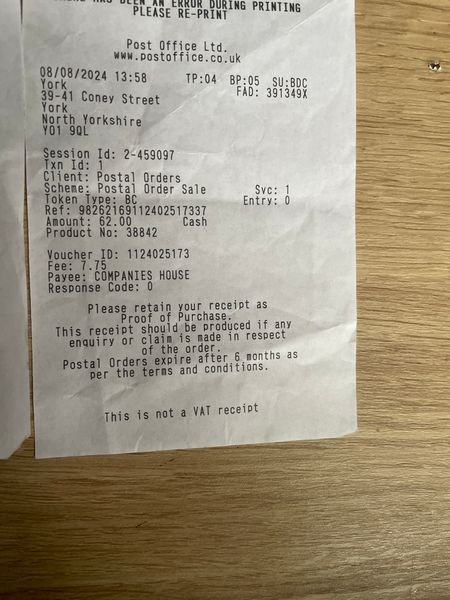 BEEN AN ERROR DURING PRINTING
PLEASE RE-PRINT
Post Office Ltd.
www.postoffice.co.uk
08/08/2024 13:58 TP:04 BP:05 SU:BDC
York FAD: 391349X
39-41 Coney Street
York
North Yorkshire
YO1 9QL
Session Id: 2-459097
Txn Id: 1
Client: Postal Orders
Scheme: Postal Order Sale Svc: 1
Token Type: BC Entry: 0
Ref: 98262169112402517337
Amount: 62.00 Cash
Product No: 38842
Voucher ID: 1124025173
Fee: 7.75
Payee: COMPANIES HOUSE
Response Code: 0
Please retain your receipt as
Proof of Purchase.
This receipt should be produced if any
enquiry or claim is made in respect
of the order.
Postal Orders expire after 6 months as
per the terms and conditions.
This is not a VAT receipt